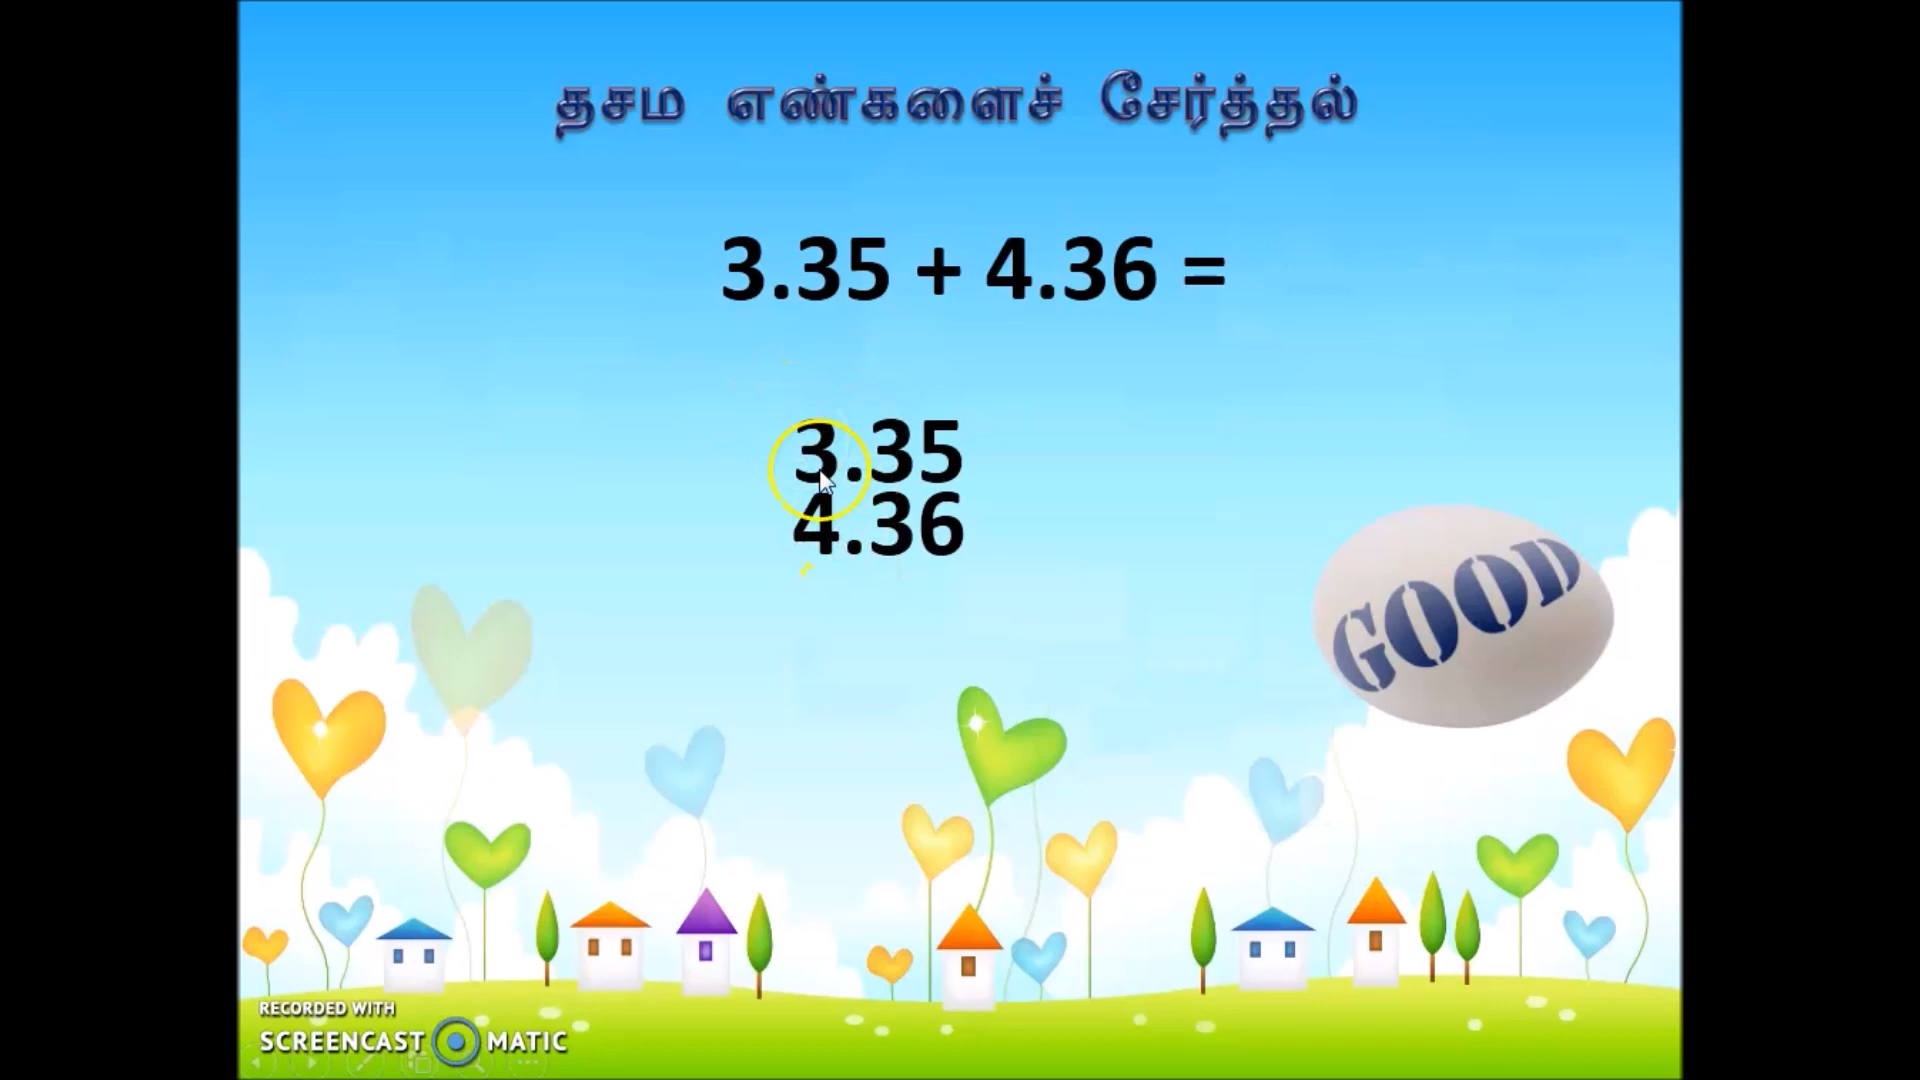 தசம எண்களைச் சேர்த்தல்
3.35 + 4.36 =
3.35
4.36
GOOD
RECORDED WITH
SCREENCAST MATIC